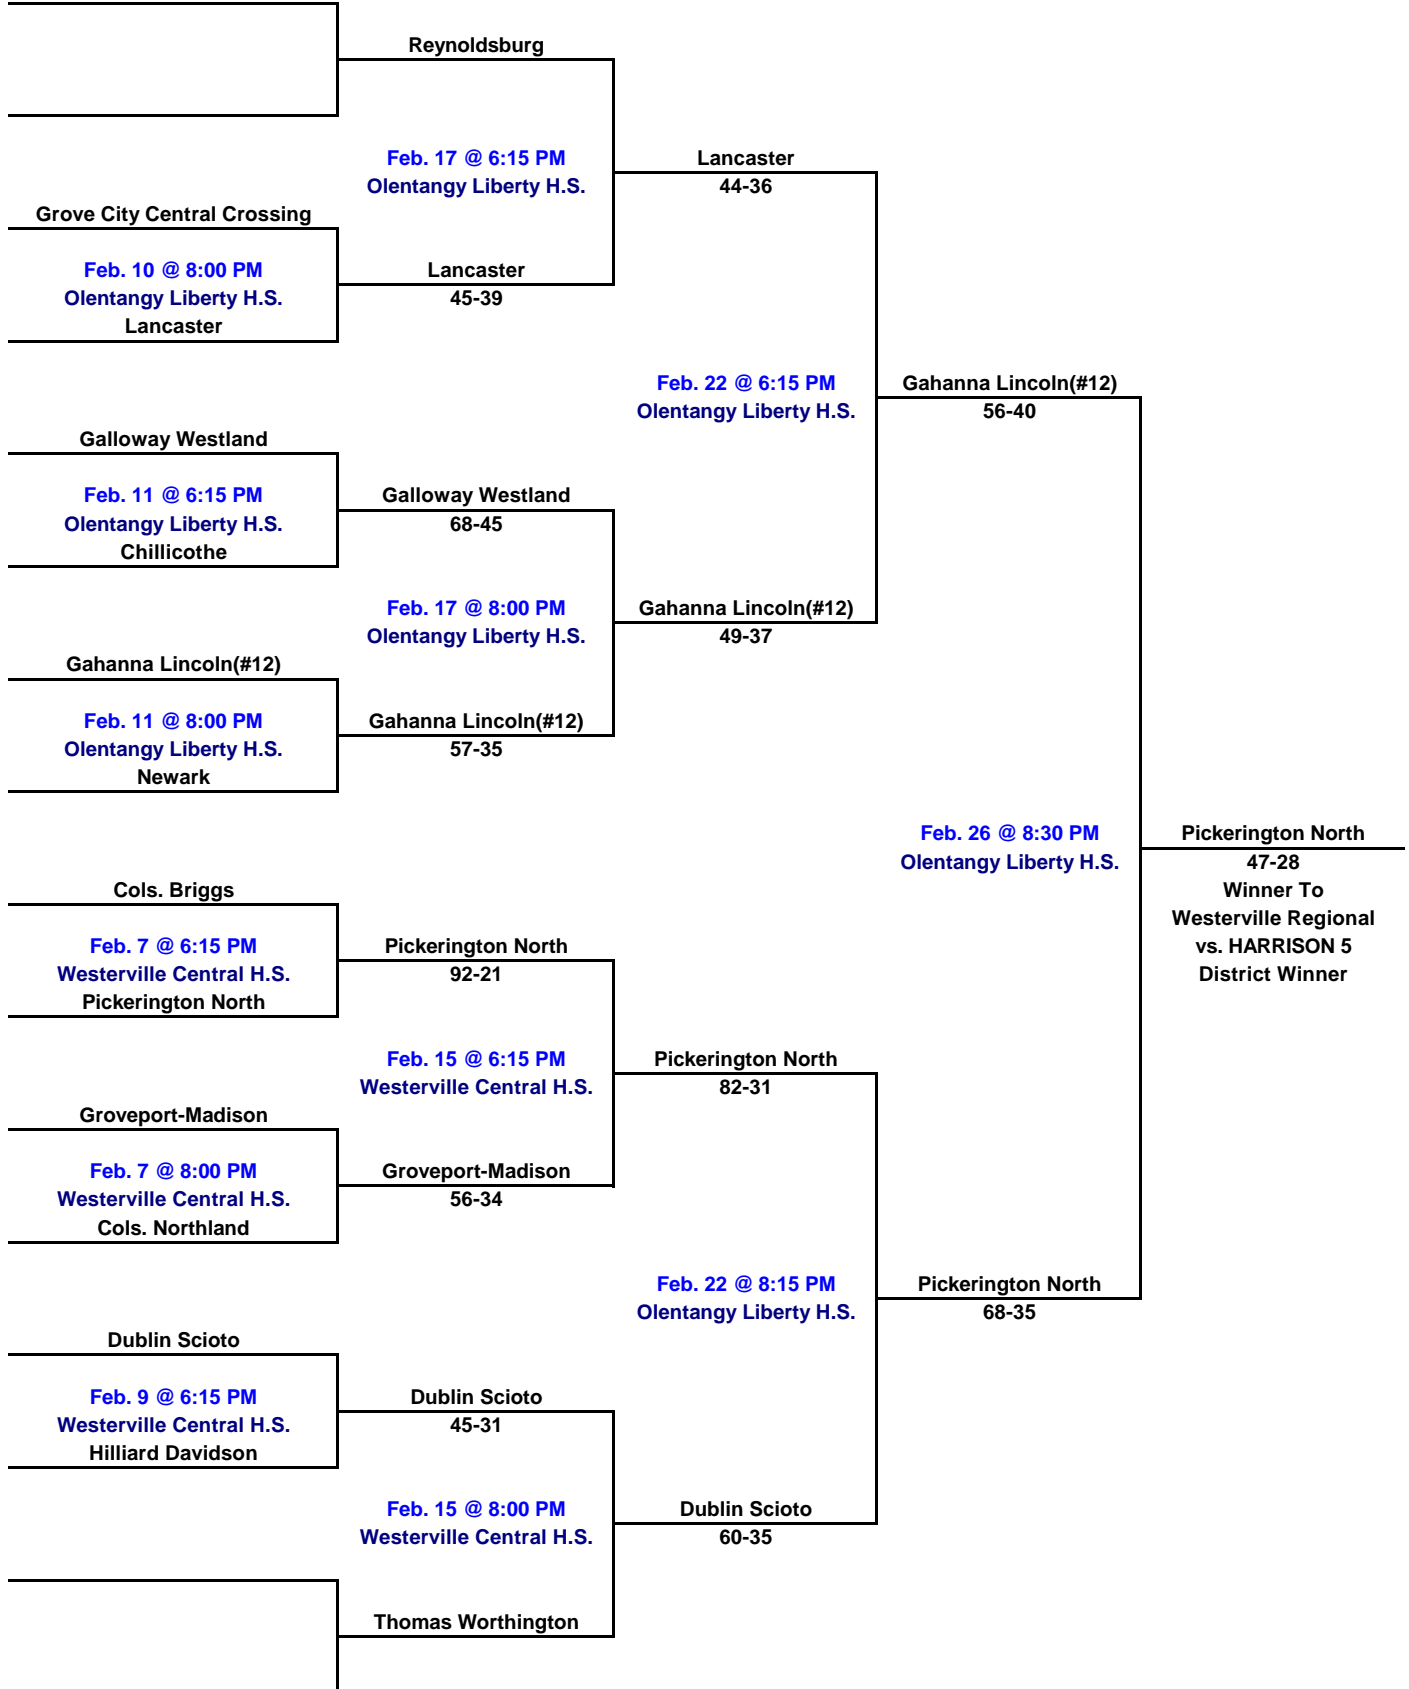 Reynoldsburg
Feb. 17 @ 6:15 PM
Olentangy Liberty H.S.
Lancaster
44-36
Grove City Central Crossing
Feb. 10 @ 8:00 PM
Olentangy Liberty H.S.
Lancaster
Lancaster
45-39
Feb. 22 @ 6:15 PM
Olentangy Liberty H.S.
Gahanna Lincoln(#12)
56-40
Galloway Westland
Feb. 11 @ 6:15 PM
Olentangy Liberty H.S.
Chillicothe
Galloway Westland
68-45
Feb. 17 @ 8:00 PM
Olentangy Liberty H.S.
Gahanna Lincoln(#12)
49-37
Gahanna Lincoln(#12)
Feb. 11 @ 8:00 PM
Olentangy Liberty H.S.
Newark
Gahanna Lincoln(#12)
57-35
Feb. 26 @ 8:30 PM
Olentangy Liberty H.S.
Pickerington North
47-28
Winner To
Westerville Regional
vs. HARRISON 5
District Winner
Cols. Briggs
Feb. 7 @ 6:15 PM
Westerville Central H.S.
Pickerington North
Pickerington North
92-21
Feb. 15 @ 6:15 PM
Westerville Central H.S.
Pickerington North
82-31
Groveport-Madison
Feb. 7 @ 8:00 PM
Westerville Central H.S.
Cols. Northland
Groveport-Madison
56-34
Feb. 22 @ 8:15 PM
Olentangy Liberty H.S.
Pickerington North
68-35
Dublin Scioto
Feb. 9 @ 6:15 PM
Westerville Central H.S.
Hilliard Davidson
Dublin Scioto
45-31
Feb. 15 @ 8:00 PM
Westerville Central H.S.
Dublin Scioto
60-35
Thomas Worthington